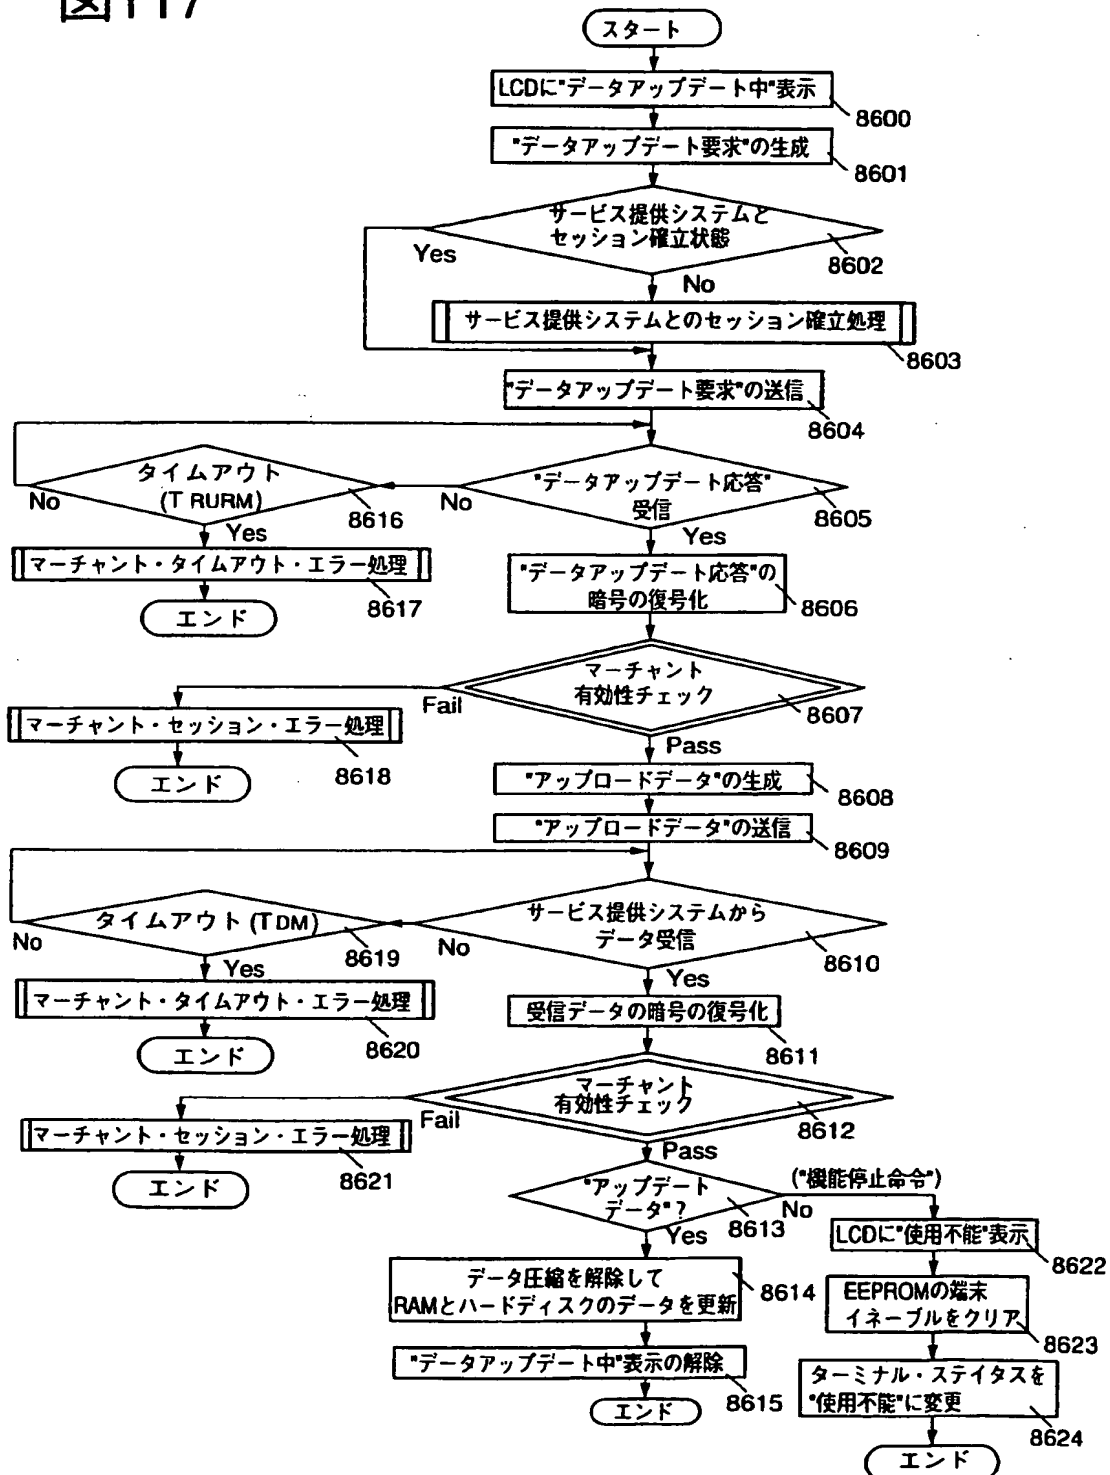 図117
スタート
LCDに"データアップデート中"表示
8600
"データアップデート要求"の生成
8601
サービス提供システムと
セッション確立状態
8602
Yes
No
サービス提供システムとのセッション確立処理
8603
"データアップデート要求"の送信
8604
"データアップデート応答"
受信
8605
No
Yes
タイムアウト
(T RURM)
8616
No
Yes
マーチャント・タイムアウト・エラー処理
8617
エンド
"データアップデート応答"の
暗号の復号化
8606
マーチャント
有効性チェック
8607
Fail
Pass
マーチャント・セッション・エラー処理
8618
エンド
"アップロードデータ"の生成
8608
"アップロードデータ"の送信
8609
サービス提供システムから
データ受信
8610
No
Yes
タイムアウト(TDM)
8619
No
Yes
マーチャント・タイムアウト・エラー処理
8620
エンド
受信データの暗号の復号化
8611
マーチャント
有効性チェック
8612
Fail
Pass
マーチャント・セッション・エラー処理
8621
エンド
"アップデート
データ"?
8613
("機能停止命令")
No
Yes
LCDに"使用不能"表示
8622
データ圧縮を解除して
RAMとハードディスクのデータを更新
8614
EEPROMの端末
イネーブルをクリア
8623
"データアップデート中"表示の解除
8615
エンド
ターミナル・ステイタスを
"使用不能"に変更
8624
エンド